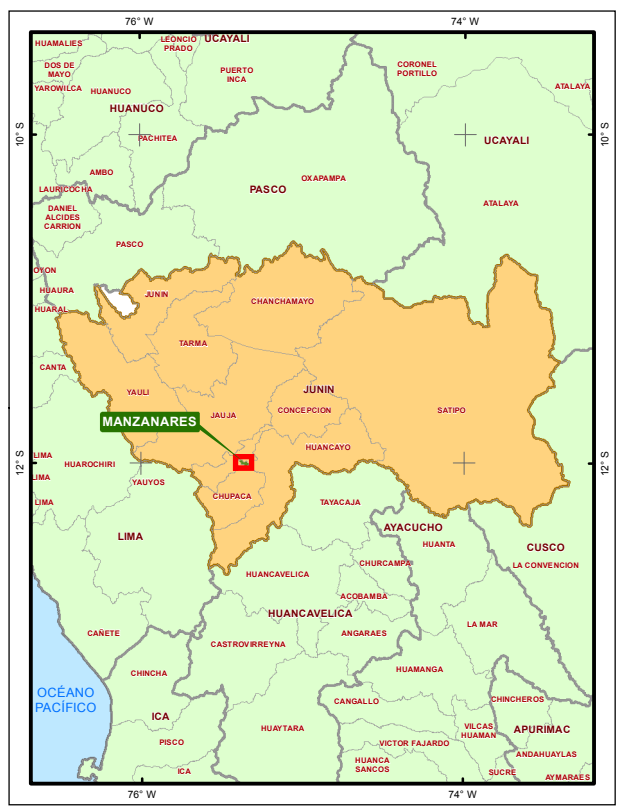 76° W
74° W
HUAMALIES
LEONCIO
PRADO
UCAYALI
DOS DE
MAYO
PUERTO
INCA
CORONEL
PORTILLO
YAROWILCA
HUANUCO
ATALAYA
HUANUCO
10° S
PACHITEA
UCAYALI
10° S
AMBO
LAURICOCHA
PASCO
OXAPAMPA
ATALAYA
DANIEL
ALCIDES
CARRION
PASCO
OYON
HUAURA
JUNIN
CHANCHAMAYO
HUARAL
TARMA
CANTA
YAULI
JUNIN
JAUJA
CONCEPCION
SATIPO
MANZANARES
HUANCAYO
LIMA
HUAROCHIRI
12° S
12° S
LIMA
YAUYOS
CHUPACA
LIMA
TAYACAJA
AYACUCHO
LIMA
HUANTA
CUSCO
CHURCAMPA
LA CONVENCION
HUANCAVELICA
ACOBAMBA
HUANCAVELICA
LA MAR
CAÑETE
ANGARAES
CASTROVIRREYNA
HUAMANGA
CHINCHA
OCÉANO
PACÍFICO
CANGALLO
CHINCHEROS
ICA
HUAYTARA
VILCAS
HUAMAN
APURIMAC
PISCO
VICTOR FAJARDO
ANDAHUAYLAS
HUANCA
SANCOS
ICA
SUCRE
AYMARAES
76° W
74° W